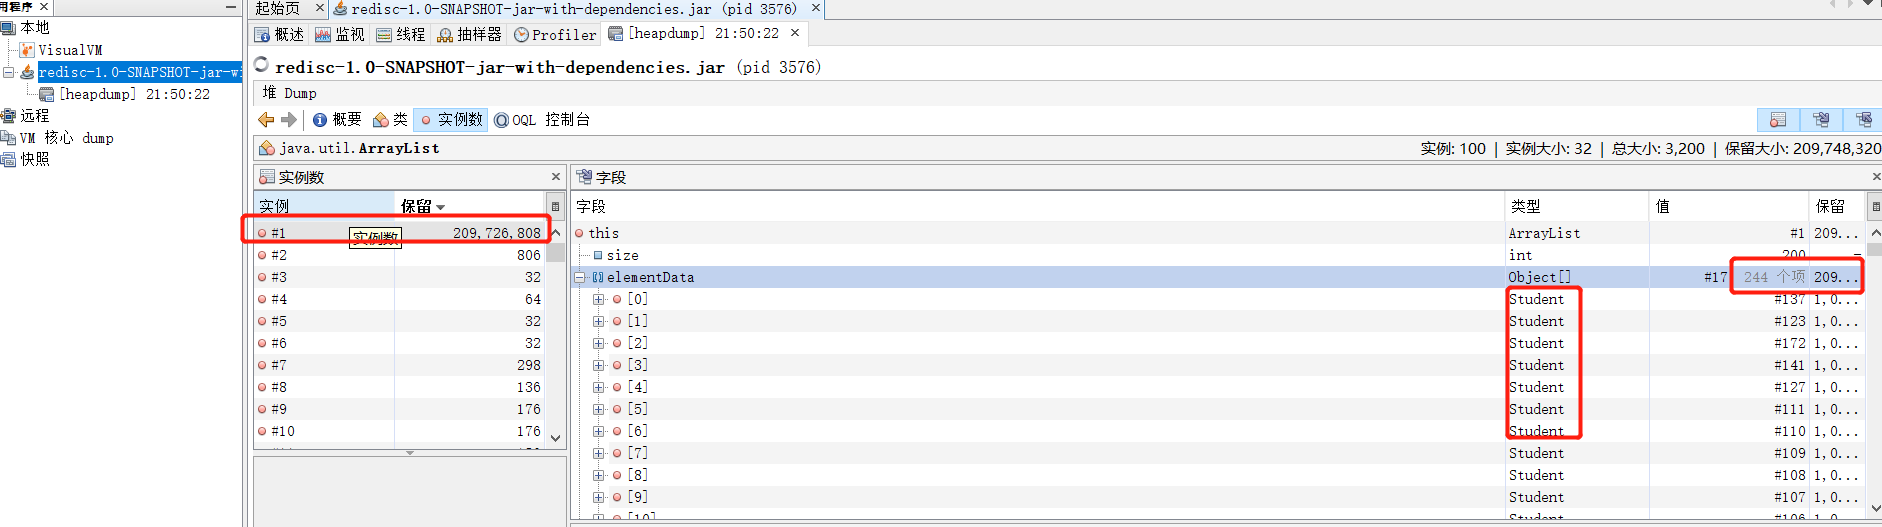 用程序
起始页 redisc-1.0-SNAPSHOT-jar-with-dependencies.jar (pid 3576)
本地
VisualVM
redisc-1.0-SNAPSHOT-jar-wi
[heapdump] 21:50:22
远程
VM 核心 dump
快照
概述 监视 线程 抽样器 Profiler [heapdump] 21:50:22
redisc-1.0-SNAPSHOT-jar-with-dependencies.jar (pid 3576)
堆 Dump
概要 类 实例数 OQL 控制台
java.util.ArrayList 实例: 100 | 实例大小: 32 | 总大小: 3,200 | 保留大小: 209,748,320
实例数
实例 保留
#1 209,726,808
实例数
#2 806
#3 32
#4 64
#5 32
#6 32
#7 298
#8 136
#9 176
#10 176
字段
字段 类型 值 保留
this ArrayList #1 209...
size int 200 —
elementData Object[] #17 244 个项 209...
[0] Student #137 1,0...
[1] Student #123 1,0...
[2] Student #172 1,0...
[3] Student #141 1,0...
[4] Student #127 1,0...
[5] Student #111 1,0...
[6] Student #110 1,0...
[7] Student #109 1,0...
[8] Student #108 1,0...
[9] Student #107 1,0...
[10] Student #106 1,0...